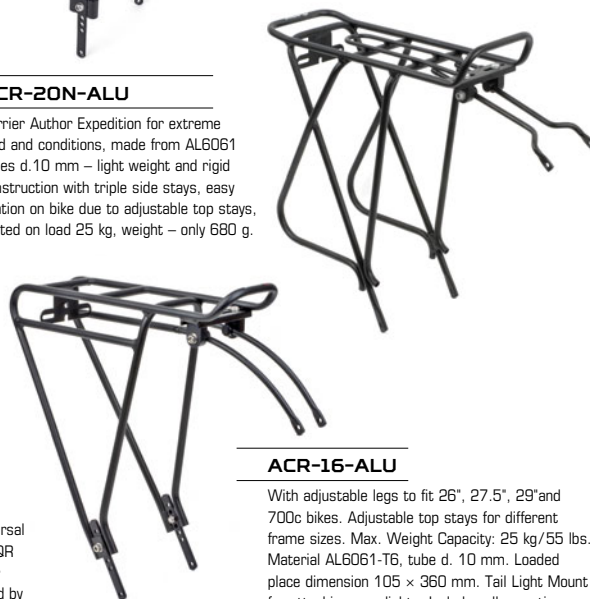 CR-20N-ALU
rrier Author Expedition for extreme
d and conditions, made from AL6061
es d.10 mm – light weight and rigid
nstruction with triple side stays, easy
ation on bike due to adjustable top stays,
ted on load 25 kg, weight – only 680 g.
ACR-16-ALU
With adjustable legs to fit 26", 27.5", 29"and
700c bikes. Adjustable top stays for different
frame sizes. Max. Weight Capacity: 25 kg/55 lbs.
Material AL6061-T6, tube d. 10 mm. Loaded
place dimension 105 × 360 mm. Tail Light Mount
rsal
QR
d by